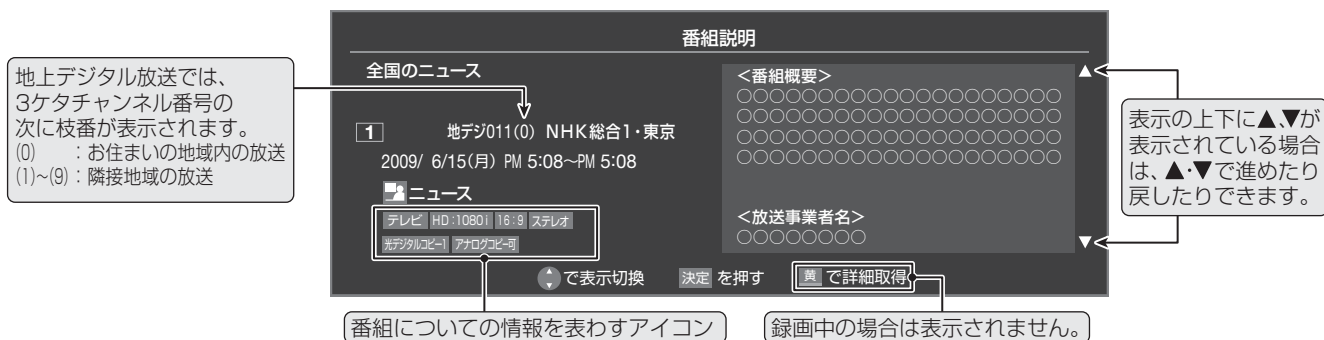 番組説明
地上デジタル放送では、
3ケタチャンネル番号の
次に枝番が表示されます。
(0) :お住まいの地域内の放送
(1)~(9):隣接地域の放送
全国のニュース
1 地デジ011(0) NHK総合1・東京
2009/ 6/15(月) PM 5:08~PM 5:08
ニュース
テレビ HD:1080i 16:9 ステレオ
光デジタルコピー1 アナログコピー可
<番組概要>
○○○○○○○○○○○○○○○○○○○○
○○○○○○○○○○○○○○○○○○○○
○○○○○○○○○○○○○○○○○○○○
○○○○○○○○○○○○○○○○○○○○
<放送事業者名>
○○○○○○○○
▲
▼
表示の上下に▲、▼が
表示されている場合
は、▲・▼で進めたり
戻したりできます。
で表示切換 決定 を押す 黄 で詳細取得
番組についての情報を表わすアイコン
録画中の場合は表示されません。